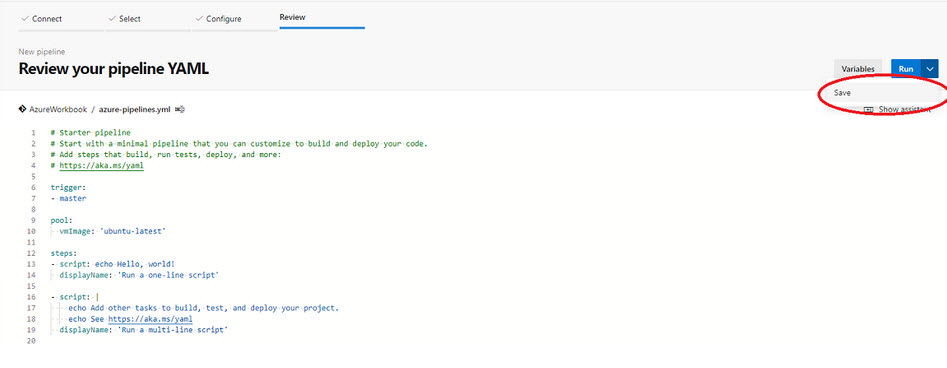 Connect Select Configure Review
New pipeline
Review your pipeline YAML
Variables Run
Save
AzureWorkbook / azure-pipelines.yml
Show assistant
1 # Starter pipeline
2 # Start with a minimal pipeline that you can customize to build and deploy your code.
3 # Add steps that build, run tests, deploy, and more:
4 # https://aka.ms/yaml
5
6 trigger:
7 - master
8
9 pool:
10 vmImage: 'ubuntu-latest'
11
12 steps:
13 - script: echo Hello, world!
14 displayName: 'Run a one-line script'
15
16 - script: |
17 echo Add other tasks to build, test, and deploy your project.
18 echo See https://aka.ms/yaml
19 displayName: 'Run a multi-line script'
20